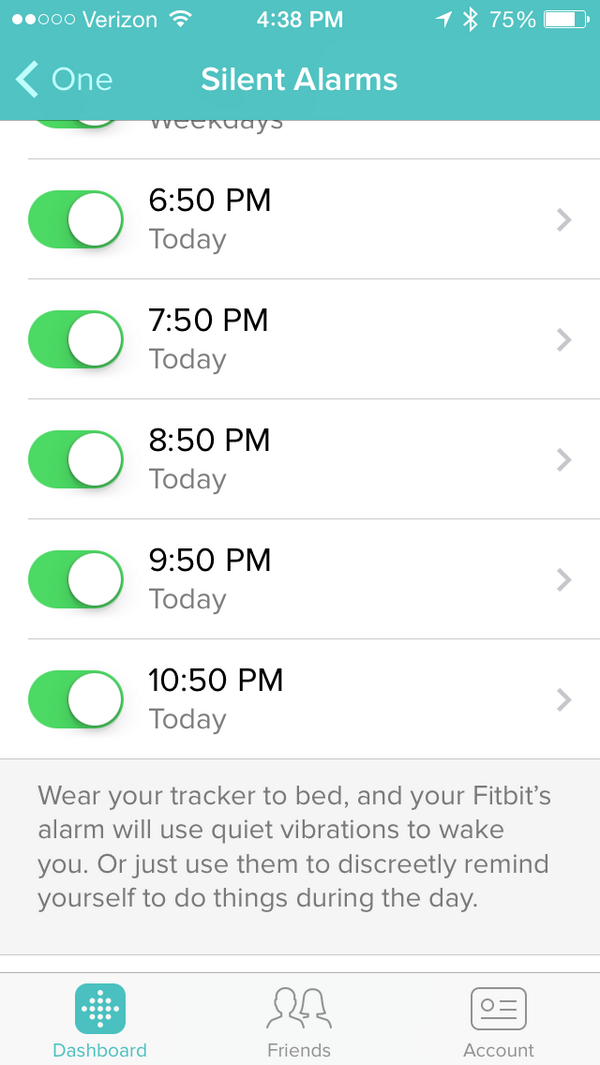 Verizon 4:38 PM 75%
One Silent Alarms
Weekdays
6:50 PM
Today
7:50 PM
Today
8:50 PM
Today
9:50 PM
Today
10:50 PM
Today
Wear your tracker to bed, and your Fitbit’s
alarm will use quiet vibrations to wake
you. Or just use them to discreetly remind
yourself to do things during the day.
Dashboard Friends Account